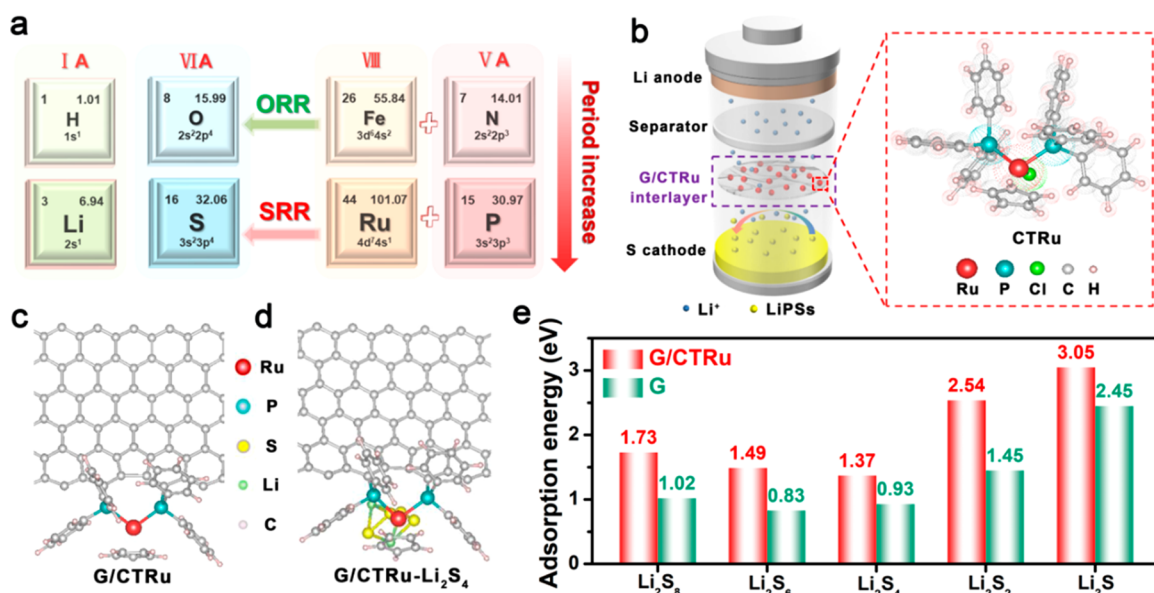 a
I A
VI A
VIII
V A
1 1.01
H
1s¹
8 15.99
O
2s²2p⁴
ORR
26 55.84
Fe
3d⁶4s²
7 14.01
N
2s²2p³
3 6.94
Li
2s¹
16 32.06
S
3s²3p⁴
SRR
44 101.07
Ru
4d⁷4s¹
15 30.97
P
3s²3p³
Period increase
b
Li anode
Separator
G/CTRu
interlayer
S cathode
Li⁺ LiPSs
CTRu
Ru P Cl C H
c
G/CTRu
Ru
P
S
Li
C
d
G/CTRu-Li₂S₄
e
Adsorption energy (eV)
3
2
1
0
G/CTRu
G
1.73
1.02
1.49
0.83
1.37
0.93
2.54
1.45
3.05
2.45
Li₂S₈ Li₂S₆ Li₂S₄ Li₂S₂ Li₂S